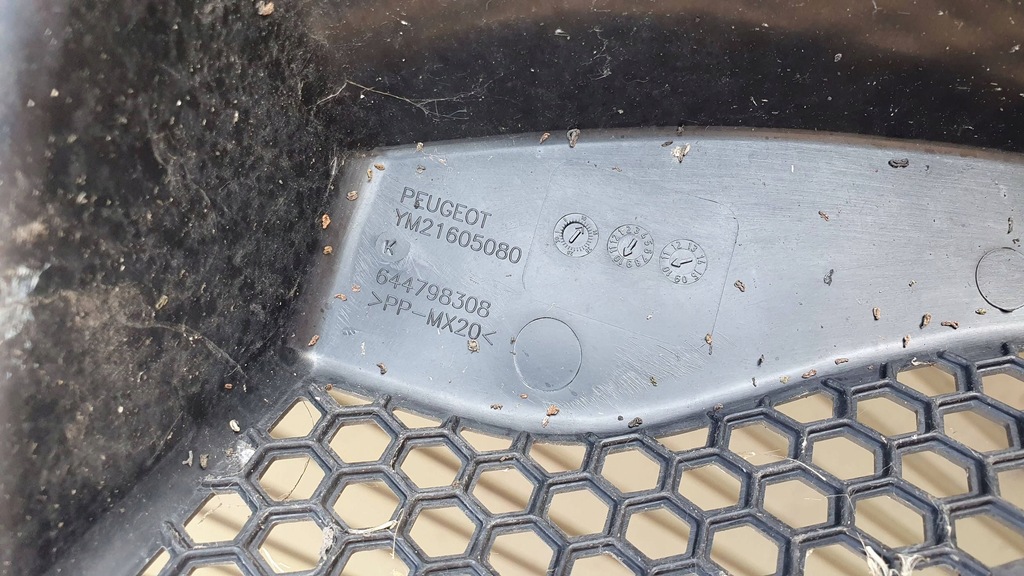 PEUGEOT
YM21605080
K
644798308
>PP-MX20<